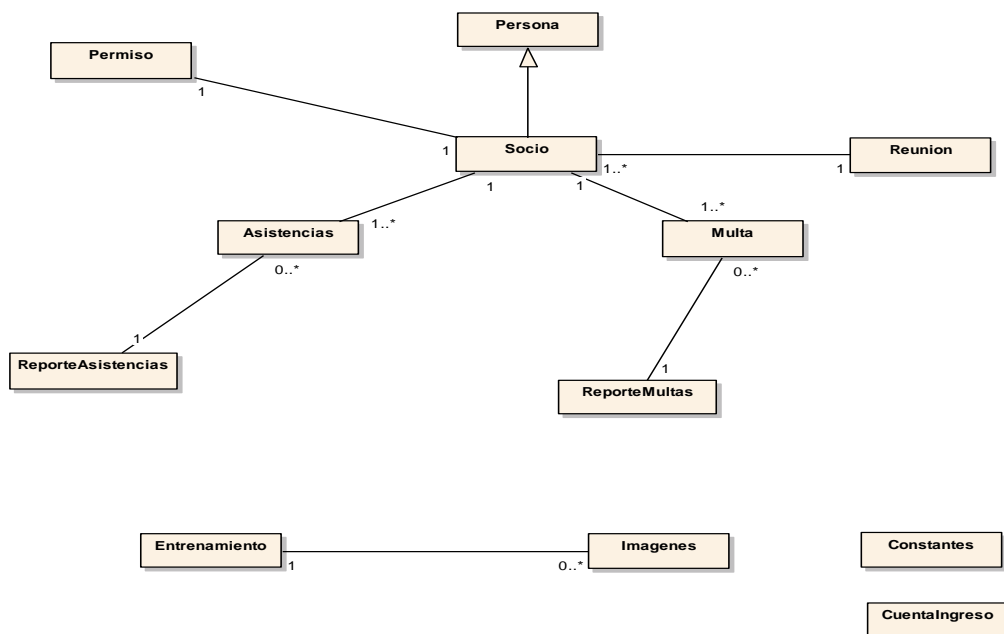 Persona
Permiso
1
1
Socio
1..*
1
Reunion
1
1
1..*
1..*
Asistencias
Multa
0..*
0..*
1
1
ReporteAsistencias
ReporteMultas
Entrenamiento
1
0..*
Imagenes
Constantes
CuentaIngreso